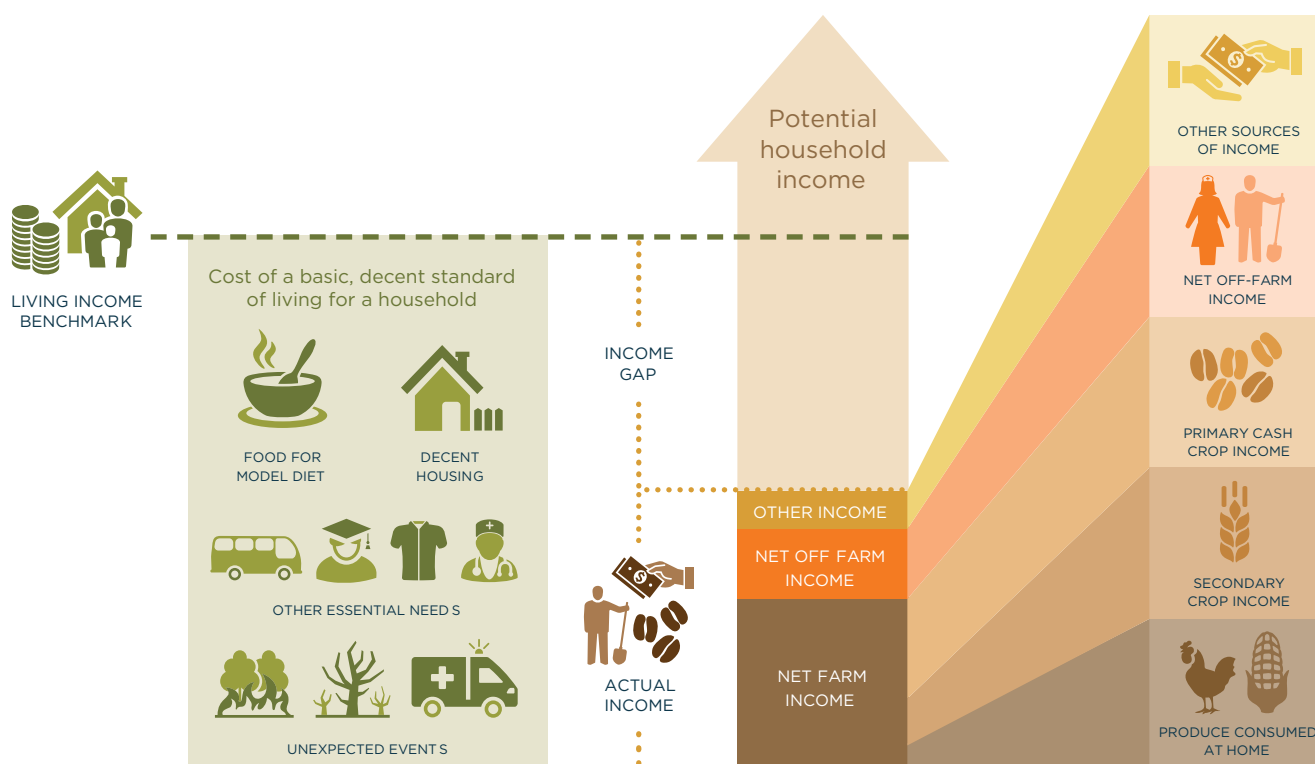 LIVING INCOME
BENCHMARK
Cost of a basic, decent standard
of living for a household
FOOD FOR
MODEL DIET
DECENT
HOUSING
OTHER ESSENTIAL NEEDS
UNEXPECTED EVENTS
INCOME
GAP
ACTUAL
INCOME
Potential
household
income
OTHER INCOME
NET OFF FARM
INCOME
NET FARM
INCOME
$
OTHER SOURCES
OF INCOME
NET OFF-FARM
INCOME
PRIMARY CASH
CROP INCOME
SECONDARY
CROP INCOME
PRODUCE CONSUMED
AT HOME
$